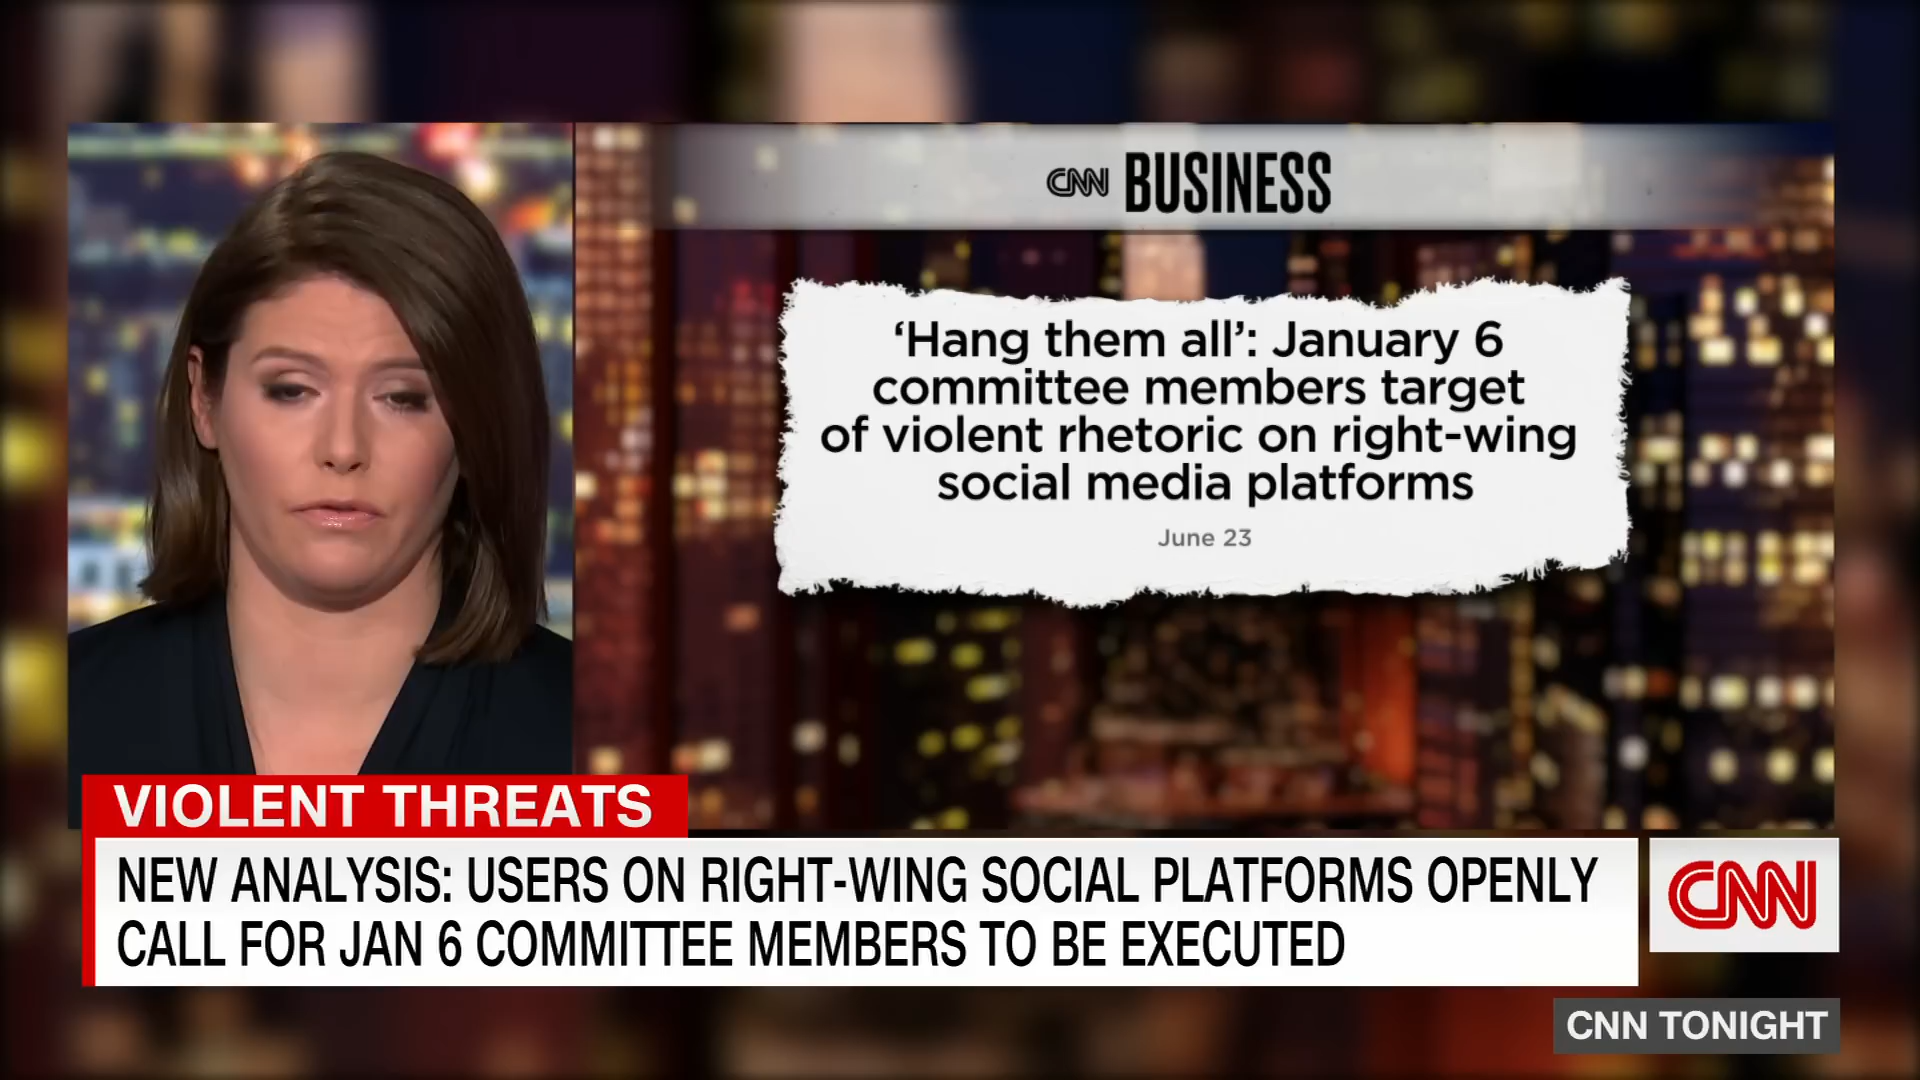 CNN BUSINESS
‘Hang them all’: January 6
committee members target
of violent rhetoric on right-wing
social media platforms
June 23
VIOLENT THREATS
NEW ANALYSIS: USERS ON RIGHT-WING SOCIAL PLATFORMS OPENLY
CALL FOR JAN 6 COMMITTEE MEMBERS TO BE EXECUTED
CNN
CNN TONIGHT